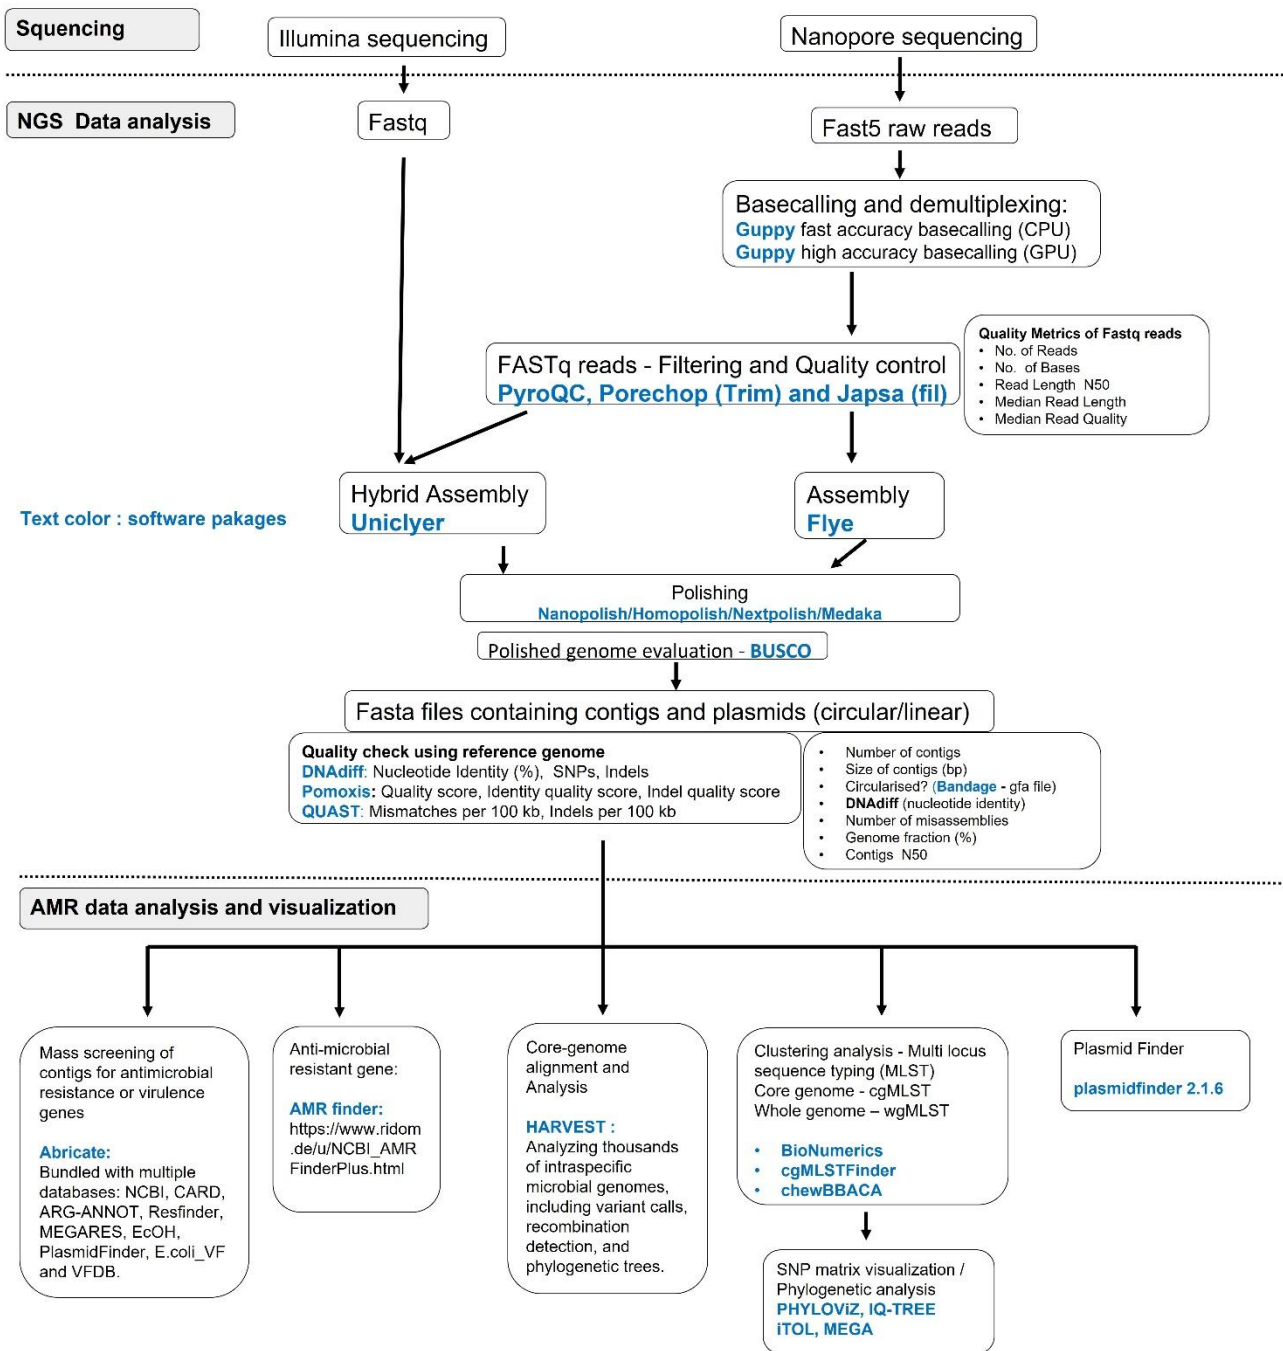 Squencing
Illumina sequencing
Nanopore sequencing
NGS  Data analysis
Fastq
Fast5 raw reads
Basecalling and demultiplexing:
Guppy fast accuracy basecalling (CPU)
Guppy high accuracy basecalling (GPU)
FASTq reads - Filtering and Quality control
PyroQC, Porechop (Trim) and Japsa (fil)
Quality Metrics of Fastq reads
• No. of Reads
• No. of Bases
• Read Length N50
• Median Read Length
• Median Read Quality
Hybrid Assembly
Uniclyer
Assembly
Flye
Text color : software pakages
Polishing
Nanopolish/Homopolish/Nextpolish/Medaka
Polished genome evaluation - BUSCO
Fasta files containing contigs and plasmids (circular/linear)
Quality check using reference genome
DNAdiff: Nucleotide Identity (%), SNPs, Indels
Pomoxis: Quality score, Identity quality score, Indel quality score
QUAST: Mismatches per 100 kb, Indels per 100 kb
• Number of contigs
• Size of contigs (bp)
• Circularised? (Bandage - gfa file)
• DNAdiff (nucleotide identity)
• Number of misassemblies
• Genome fraction (%)
• Contigs N50
AMR data analysis and visualization
Mass screening of
contigs for antimicrobial
resistance or virulence
genes
Abricate:
Bundled with multiple
databases: NCBI, CARD,
ARG-ANNOT, Resfinder,
MEGARES, EcOH,
PlasmidFinder, E.coli_VF
and VFDB.
Anti-microbial
resistant gene:
AMR finder:
https://www.ridom
.de/u/NCBI_AMR
FinderPlus.html
Core-genome
alignment and
Analysis
HARVEST :
Analyzing thousands
of intraspecific
microbial genomes,
including variant calls,
recombination
detection, and
phylogenetic trees.
Clustering analysis - Multi locus
sequence typing (MLST)
Core genome - cgMLST
Whole genome – wgMLST
• BioNumerics
• cgMLSTFinder
• chewBBACA
SNP matrix visualization /
Phylogenetic analysis
PHYLOViZ, IQ-TREE
iTOL, MEGA
Plasmid Finder
plasmidfinder 2.1.6